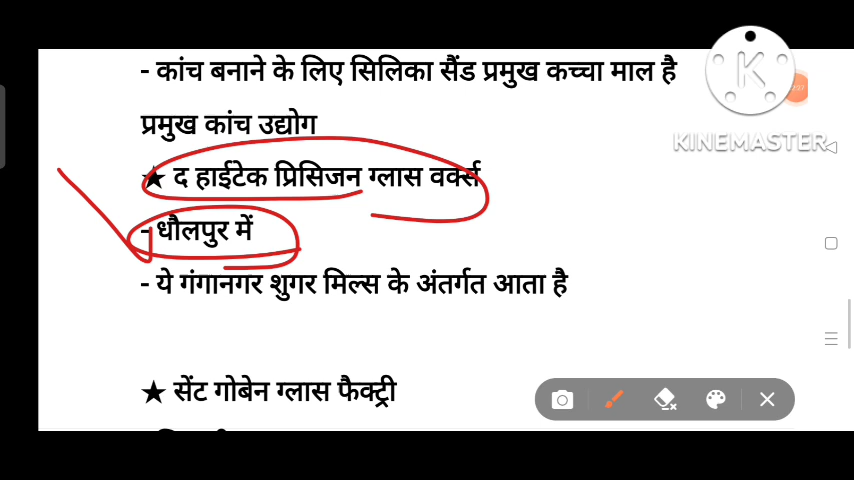 - कांच बनाने के लिए सिलिका सैंड प्रमुख कच्चा माल है
KINEMASTER
प्रमुख कांच उद्योग
★ द हाईटेक प्रिसिजन ग्लास वर्क्स
- धौलपुर में
- ये गंगानगर शुगर मिल्स के अंतर्गत आता है
★ सेंट गोबेन ग्लास फैक्ट्री